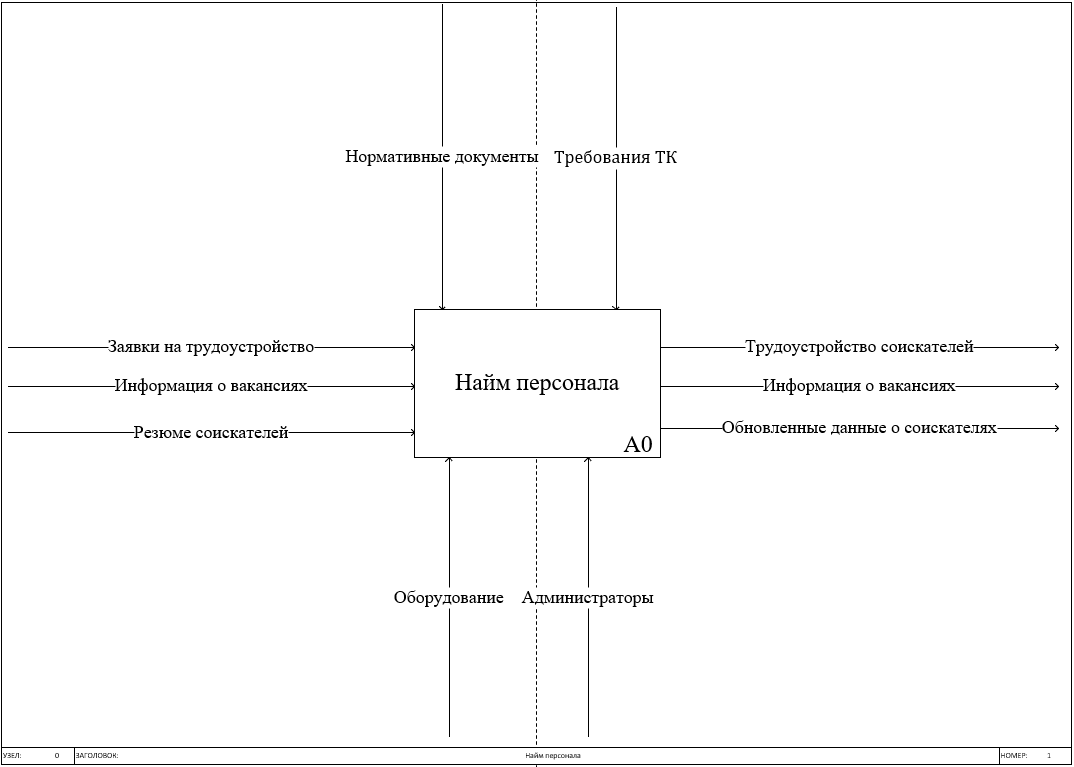 Нормативные документы
Требования ТК
Заявки на трудоустройство
Информация о вакансиях
Резюме соискателей
Найм персонала
A0
Трудоустройство соискателей
Информация о вакансиях
Обновленные данные о соискателях
Оборудование
Администраторы
УЗЕЛ: 0 ЗАГОЛОВОК: Найм персонала НОМЕР: 1